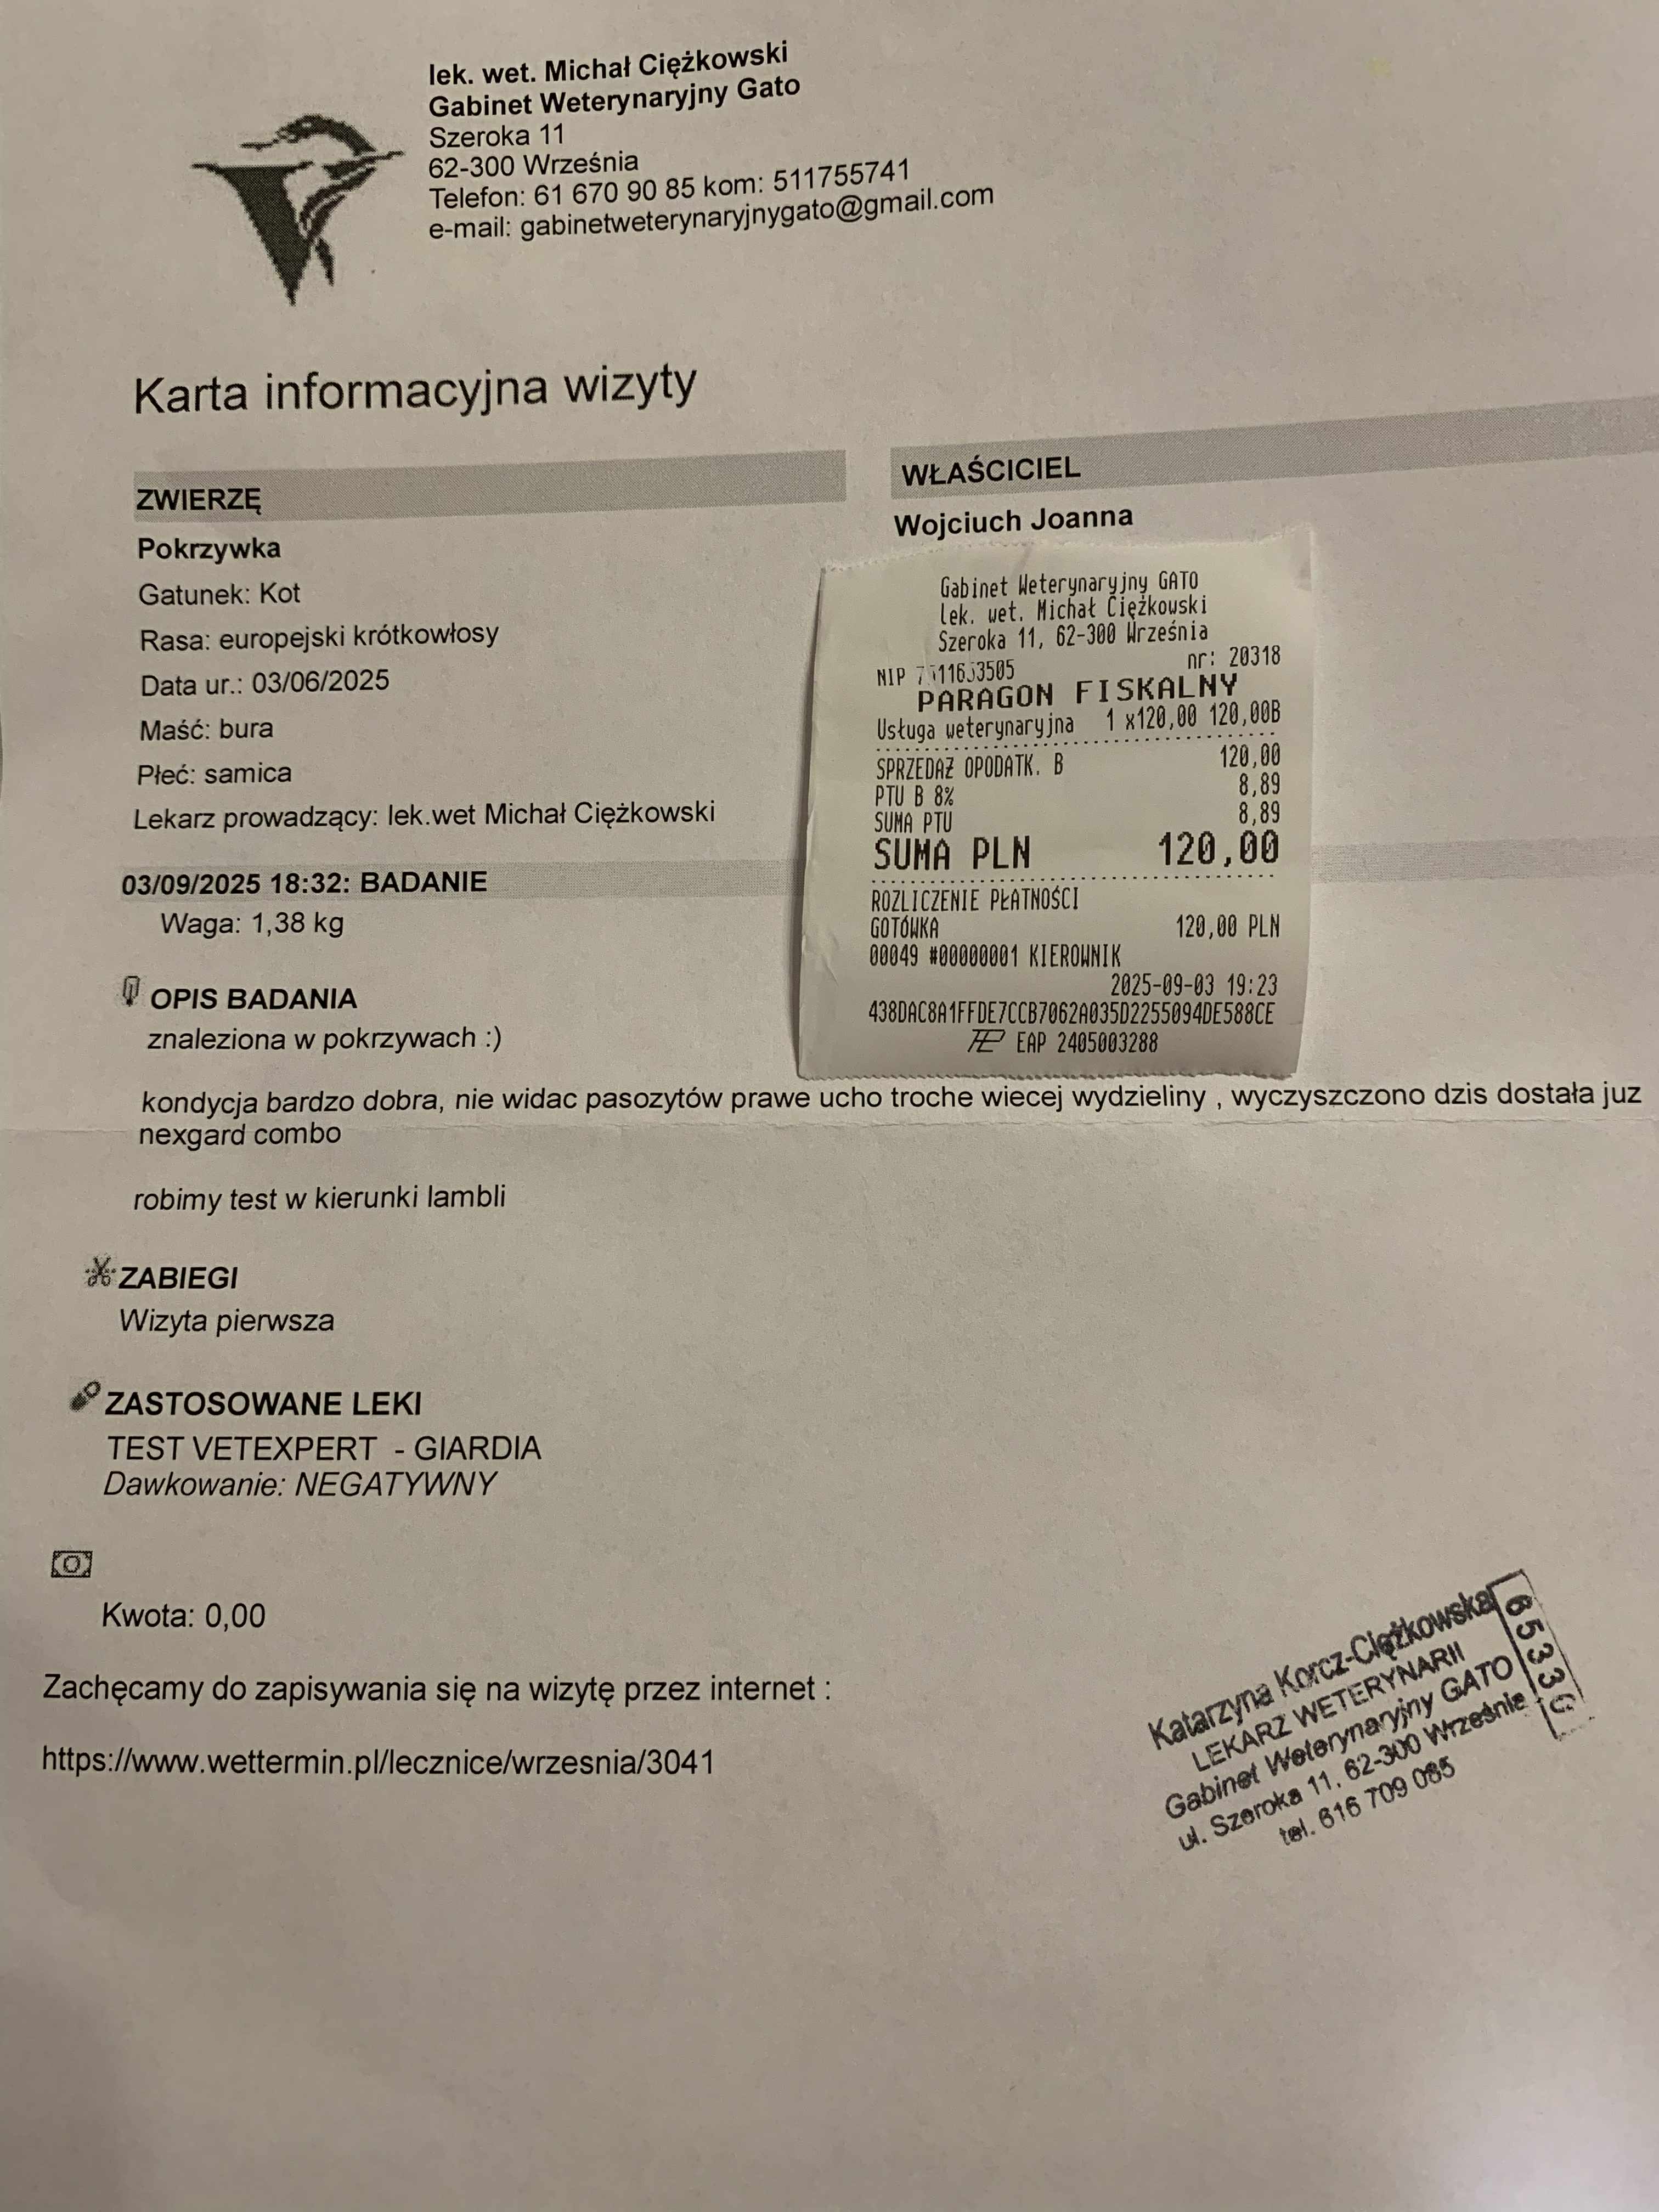 lek. wet. Michał Ciężkowski
Gabinet Weterynaryjny Gato
Szeroka 11
62-300 Września
Telefon: 61 670 90 85 kom: 511755741
e-mail: gabinetweterynaryjnygato@gmail.com
Karta informacyjna wizyty
ZWIERZĘ
Pokrzywka
Gatunek: Kot
Rasa: europejski krótkowłosy
Data ur.: 03/06/2025
Maść: bura
Płeć: samica
Lekarz prowadzący: lek.wet Michał Ciężkowski
WŁAŚCICIEL
Wojciuch Joanna
Gabinet Weterynaryjny GATO
lek. wet. Michał Ciężkowski
Szeroka 11, 62-300 Września
NIP nr: 20318
PARAGON FISKALNY
Usługa weterynaryjna 1 x120,00 120,00B
SPRZEDAŻ OPODATK. B 120,00
PTU B 8% 8,89
SUMA PTU 8,89
SUMA PLN 120,00
ROZLICZENIE PŁATNOŚCI
GOTÓWKA 120,00 PLN
00049 #00000001 KIEROWNIK
2025-09-03 19:23
438DAC8A1FFDE7CCB7062A035D2255094DE588CE
EAP 2405003288
03/09/2025 18:32: BADANIE
Waga: 1,38 kg
OPIS BADANIA
znaleziona w pokrzywach :)
kondycja bardzo dobra, nie widac pasozytów prawe ucho troche wiecej wydzieliny , wyczyszczono dzis dostała juz
nexgard combo
robimy test w kierunki lambli
ZABIEGI
Wizyta pierwsza
ZASTOSOWANE LEKI
TEST VETEXPERT - GIARDIA
Dawkowanie: NEGATYWNY
Kwota: 0,00
Zachęcamy do zapisywania się na wizytę przez internet :
https://www.wettermin.pl/lecznice/wrzesnia/3041
Katarzyna Korcz-Ciężkowska
LEKARZ WETERYNARII
Gabinet Weterynaryjny GATO
ul. Szeroka 11, 62-300 Września
tel. 616 709 085